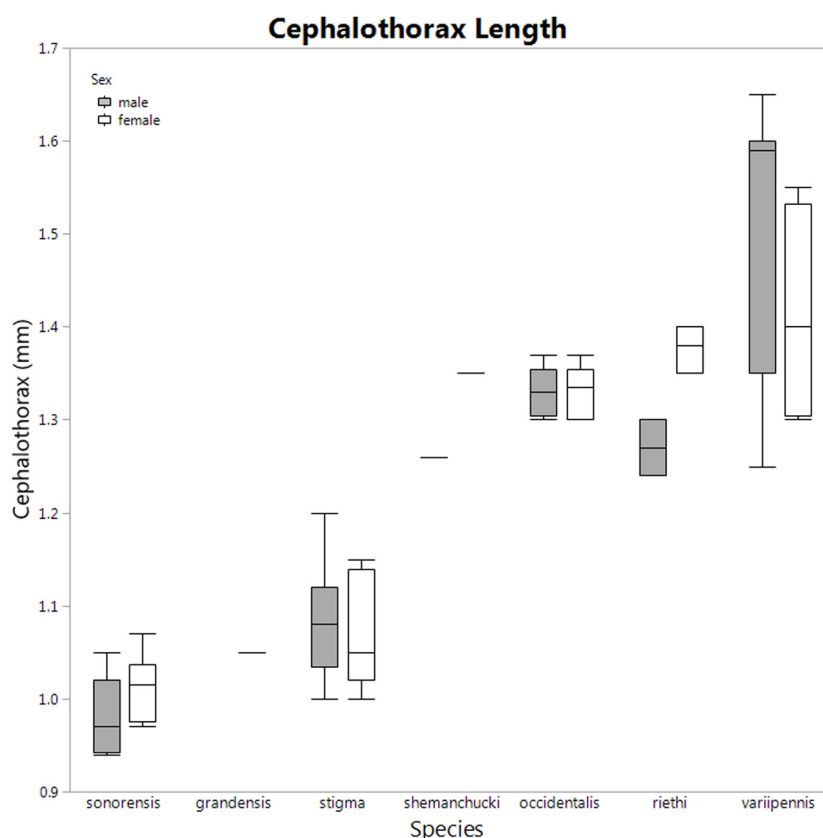 Cephalothorax Length
Sex
male
female
1.7
1.6
1.5
1.4
1.3
1.2
1.1
1.0
0.9
Cephalothorax (mm)
sonorensis grandensis stigma shemanchucki occidentalis riethi variipennis
Species